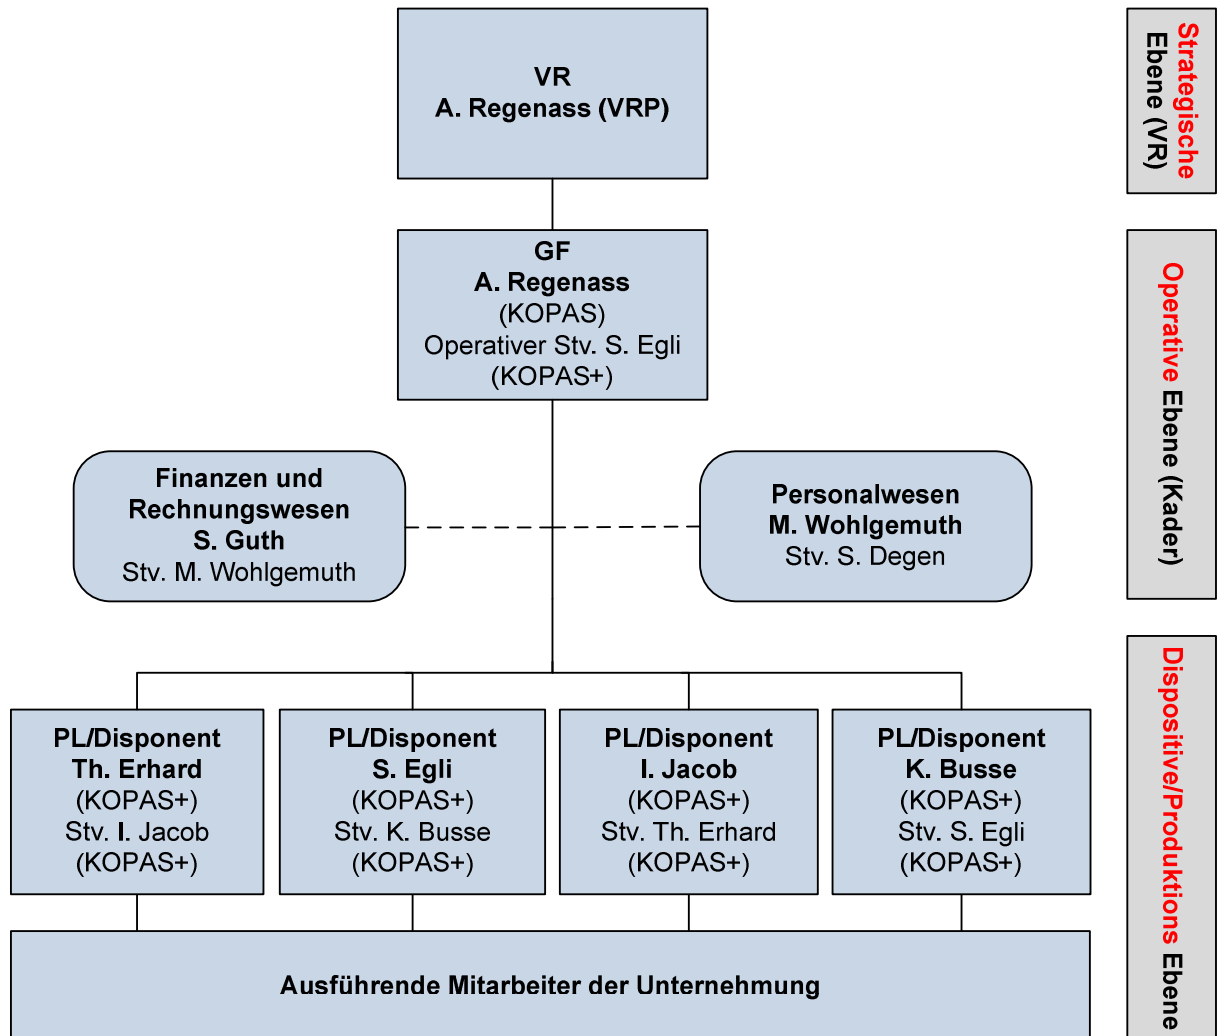 VR
A. Regenass (VRP)
Strategische
Ebene (VR)
GF
A. Regenass
(KOPAS)
Operativer Stv. S. Egli
(KOPAS+)
Operative Ebene (Kader)
Finanzen und
Rechnungswesen
S. Guth
Stv. M. Wohlgemuth
Personalwesen
M. Wohlgemuth
Stv. S. Degen
PL/Disponent
Th. Erhard
(KOPAS+)
Stv. I. Jacob
(KOPAS+)
PL/Disponent
S. Egli
(KOPAS+)
Stv. K. Busse
(KOPAS+)
PL/Disponent
I. Jacob
(KOPAS+)
Stv. Th. Erhard
(KOPAS+)
PL/Disponent
K. Busse
(KOPAS+)
Stv. S. Egli
(KOPAS+)
Dispositive/Produktions Ebene
Ausführende Mitarbeiter der Unternehmung